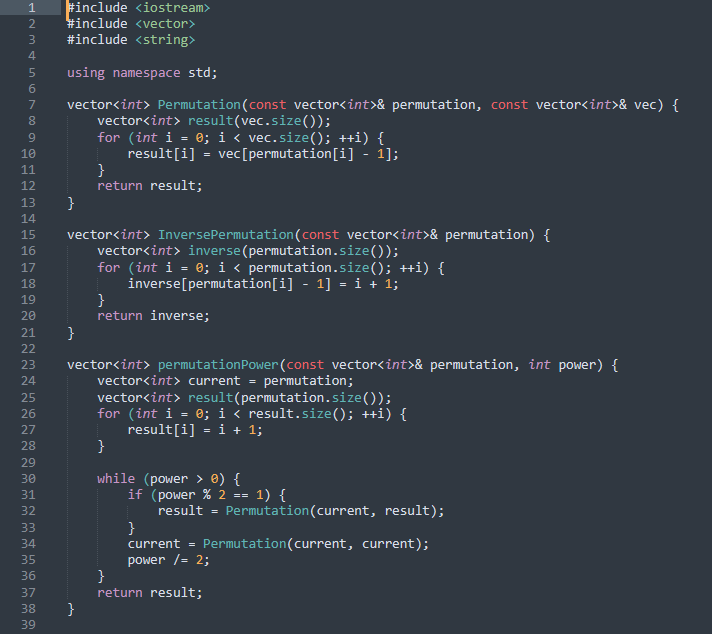 1 #include <iostream>
2 #include <vector>
3 #include <string>
4
5 using namespace std;
6
7 vector<int> Permutation(const vector<int>& permutation, const vector<int>& vec) {
8     vector<int> result(vec.size());
9     for (int i = 0; i < vec.size(); ++i) {
10         result[i] = vec[permutation[i] - 1];
11     }
12     return result;
13 }
14
15 vector<int> InversePermutation(const vector<int>& permutation) {
16     vector<int> inverse(permutation.size());
17     for (int i = 0; i < permutation.size(); ++i) {
18         inverse[permutation[i] - 1] = i + 1;
19     }
20     return inverse;
21 }
22
23 vector<int> permutationPower(const vector<int>& permutation, int power) {
24     vector<int> current = permutation;
25     vector<int> result(permutation.size());
26     for (int i = 0; i < result.size(); ++i) {
27         result[i] = i + 1;
28     }
29
30     while (power > 0) {
31         if (power % 2 == 1) {
32             result = Permutation(current, result);
33         }
34         current = Permutation(current, current);
35         power /= 2;
36     }
37     return result;
38 }
39